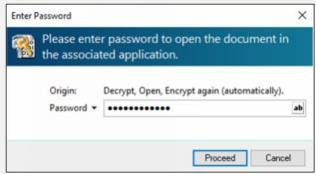 Enter Password
Please enter password to open the document in
the associated application.
Origin: Decrypt, Open, Encrypt again (automatically).
Password ●●●●●●●●●●●● ab
Proceed Cancel